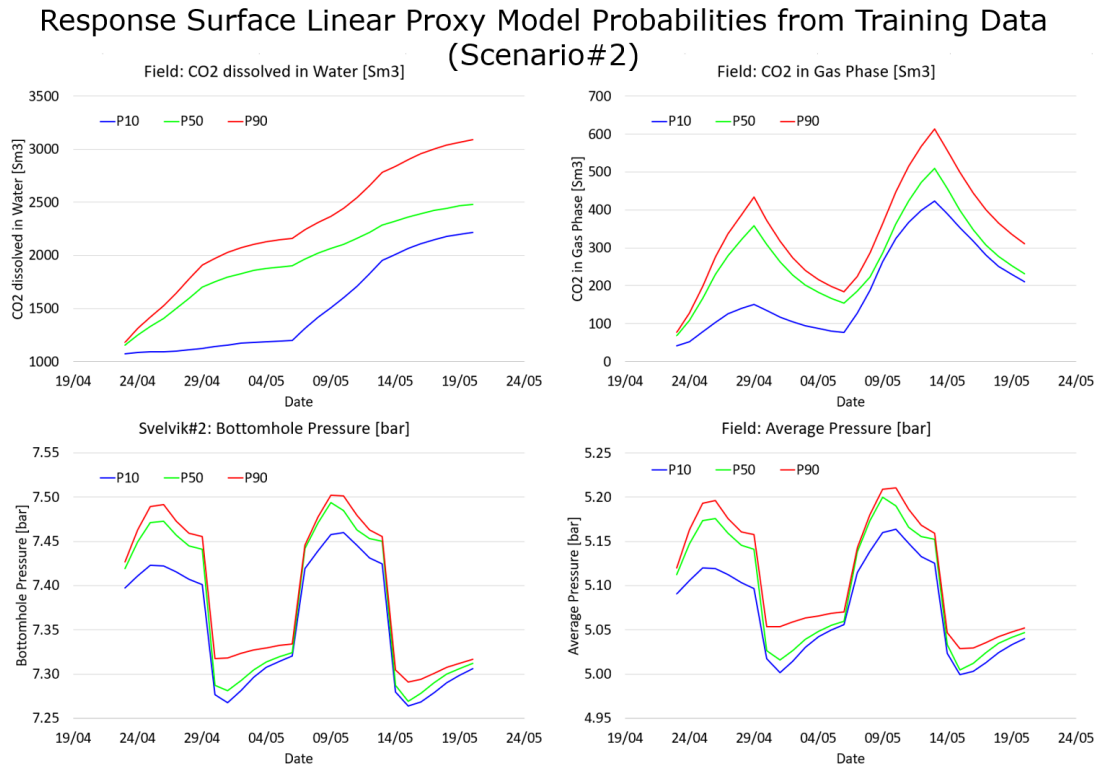 Response Surface Linear Proxy Model Probabilities from Training Data
(Scenario#2)
Field: CO2 dissolved in Water [Sm3]
CO2 dissolved in Water [Sm3]
3500
3000
2500
2000
1500
1000
P10 P50 P90
19/04 24/04 29/04 04/05 09/05 14/05 19/05 24/05
Date
Field: CO2 in Gas Phase [Sm3]
CO2 in Gas Phase [Sm3]
700
600
500
400
300
200
100
0
P10 P50 P90
19/04 24/04 29/04 04/05 09/05 14/05 19/05 24/05
Date
Svelvik#2: Bottomhole Pressure [bar]
Bottomhole Pressure [bar]
7.55
7.50
7.45
7.40
7.35
7.30
7.25
P10 P50 P90
19/04 24/04 29/04 04/05 09/05 14/05 19/05 24/05
Date
Field: Average Pressure [bar]
Average Pressure [bar]
5.25
5.20
5.15
5.10
5.05
5.00
4.95
P10 P50 P90
19/04 24/04 29/04 04/05 09/05 14/05 19/05 24/05
Date